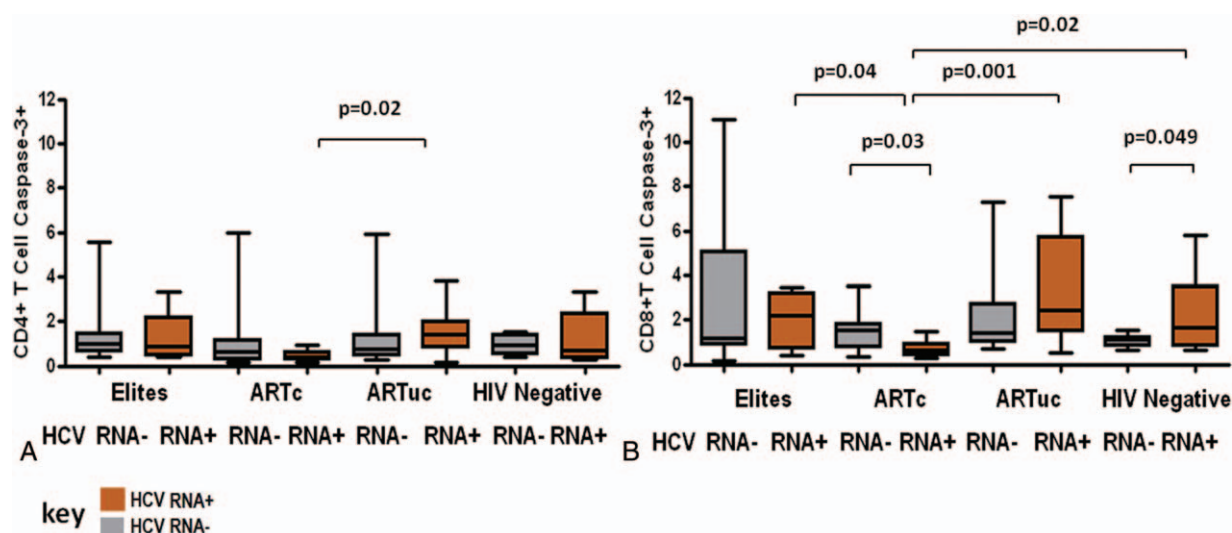 p=0.02
CD4+ T Cell Caspase-3+
12
10
8
6
4
2
0
Elites ARTc ARTuc HIV Negative
HCV RNA- RNA+ RNA- RNA+ RNA- RNA+ RNA- RNA+
A
p=0.02
p=0.04 p=0.001
p=0.03 p=0.049
CD8+T Cell Caspase-3+
12
10
8
6
4
2
0
Elites ARTc ARTuc HIV Negative
HCV RNA- RNA+ RNA- RNA+ RNA- RNA+ RNA- RNA+
B
key
HCV RNA+
HCV RNA-